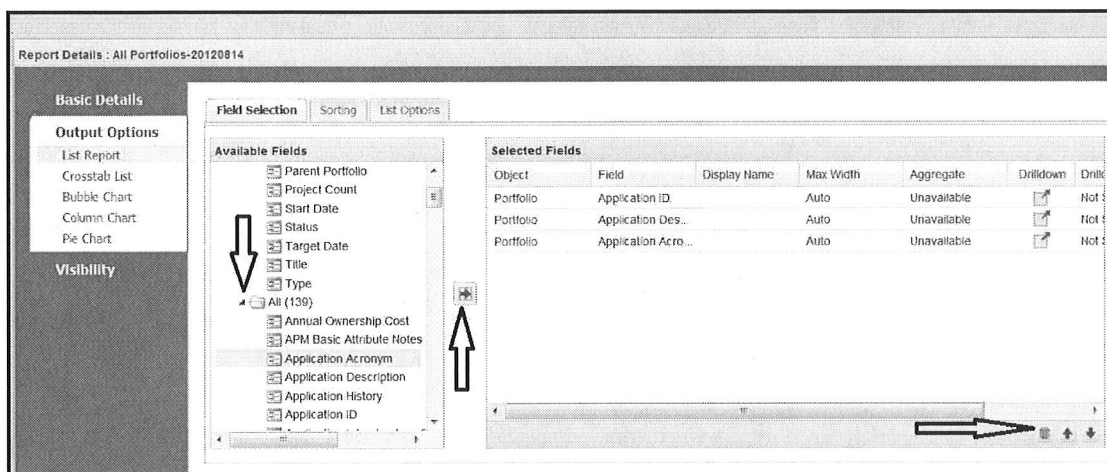 Report Details : All Portfolios-20120814
Basic Details
Output Options
List Report
Crosstab List
Bubble Chart
Column Chart
Pie Chart
Visibility
Field Selection
Sorting
List Options
Available Fields
Parent Portfolio
Project Count
Start Date
Status
Target Date
Title
Type
All (139)
Annual Ownership Cost
APM Basic Attribute Notes
Application Acronym
Application Description
Application History
Application ID
Selected Fields
Object Field Display Name Max Width Aggregate Drilldown Drill
Portfolio Application ID Auto Unavailable Not S
Portfolio Application Des... Auto Unavailable Not S
Portfolio Application Acro... Auto Unavailable Not S